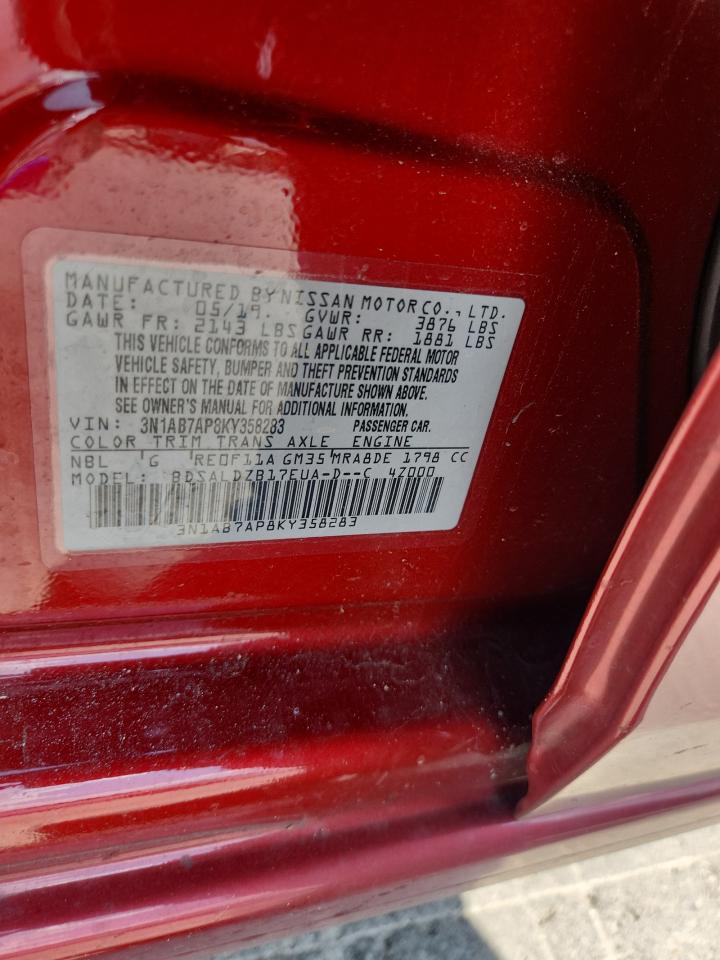 MANUFACTURED BY NISSAN MOTOR CO., LTD.
DATE: 05/19. GVWR: 3876 LBS
GAWR FR: 2143 LBS GAWR RR: 1881 LBS
THIS VEHICLE CONFORMS TO ALL APPLICABLE FEDERAL MOTOR
VEHICLE SAFETY, BUMPER AND THEFT PREVENTION STANDARDS
IN EFFECT ON THE DATE OF MANUFACTURE SHOWN ABOVE.
SEE OWNER'S MANUAL FOR ADDITIONAL INFORMATION.
VIN: 3N1AB7AP8KY358283 PASSENGER CAR.
COLOR TRIM TRANS AXLE ENGINE
NBL G RE0F11A GM35 MRA8DE 1798 CC
MODEL: BDSALDZB17EUA-D--C 4Z000
3N1AB7AP8KY358283